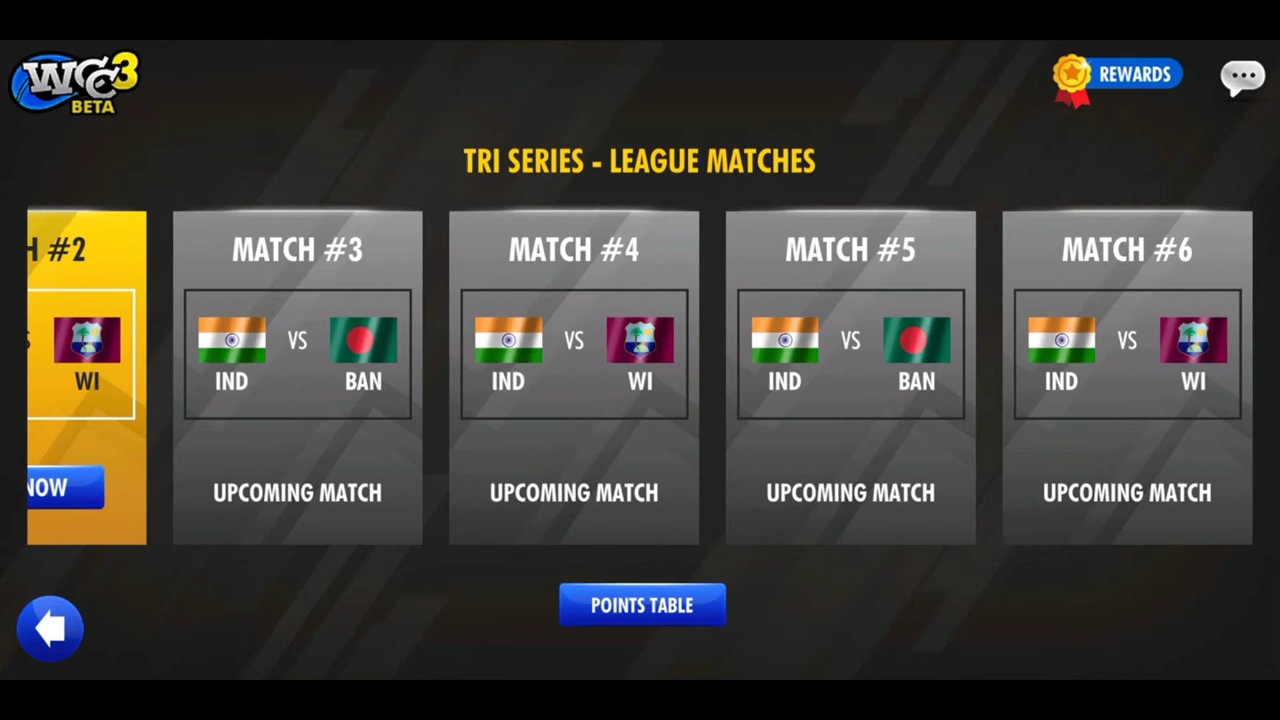 WCC3
BETA
REWARDS
TRI SERIES - LEAGUE MATCHES
H #2
WI
NOW
MATCH #3
IND VS BAN
UPCOMING MATCH
MATCH #4
IND VS WI
UPCOMING MATCH
MATCH #5
IND VS BAN
UPCOMING MATCH
MATCH #6
IND VS WI
UPCOMING MATCH
POINTS TABLE